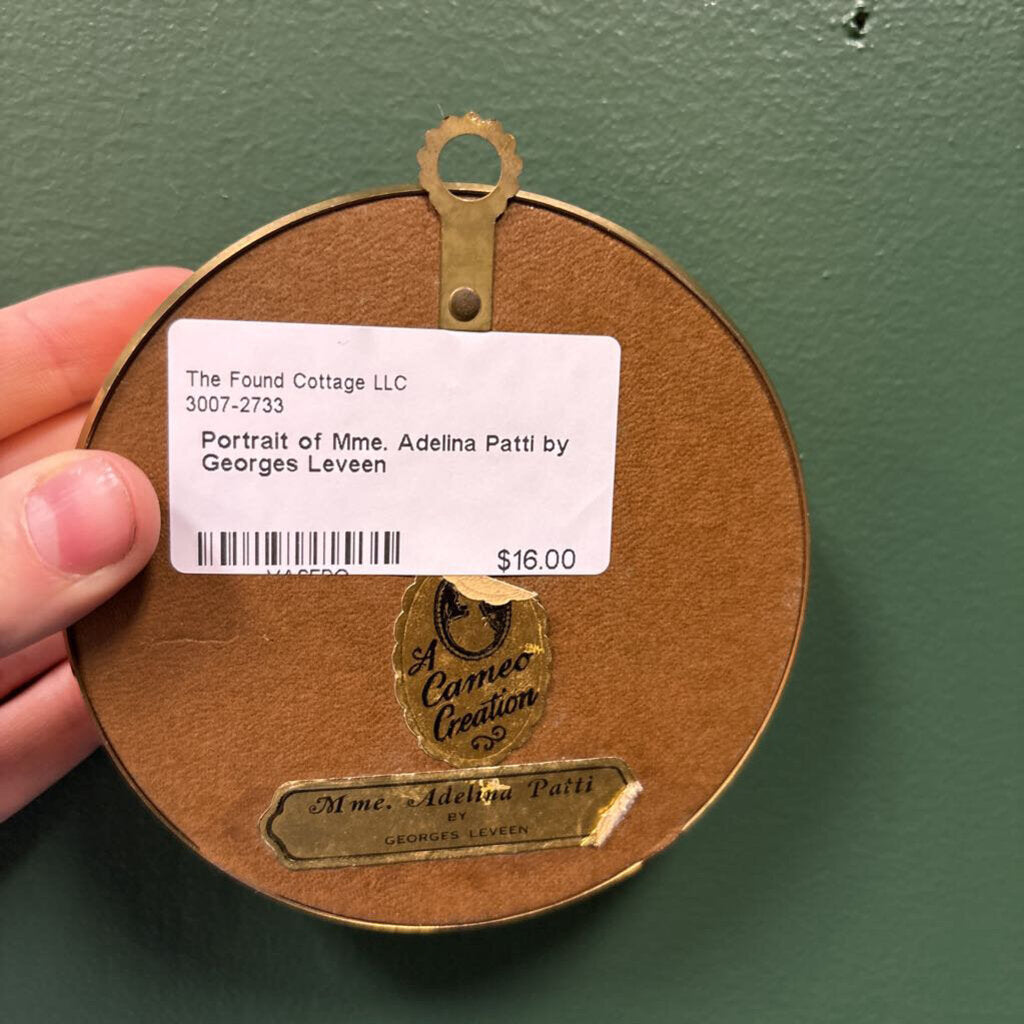 The Found Cottage LLC
3007-2733
Portrait of Mme. Adelina Patti by
Georges Leveen
$16.00
A
Cameo
Creation
Mme. Adelina Patti
BY
GEORGES LEVEEN